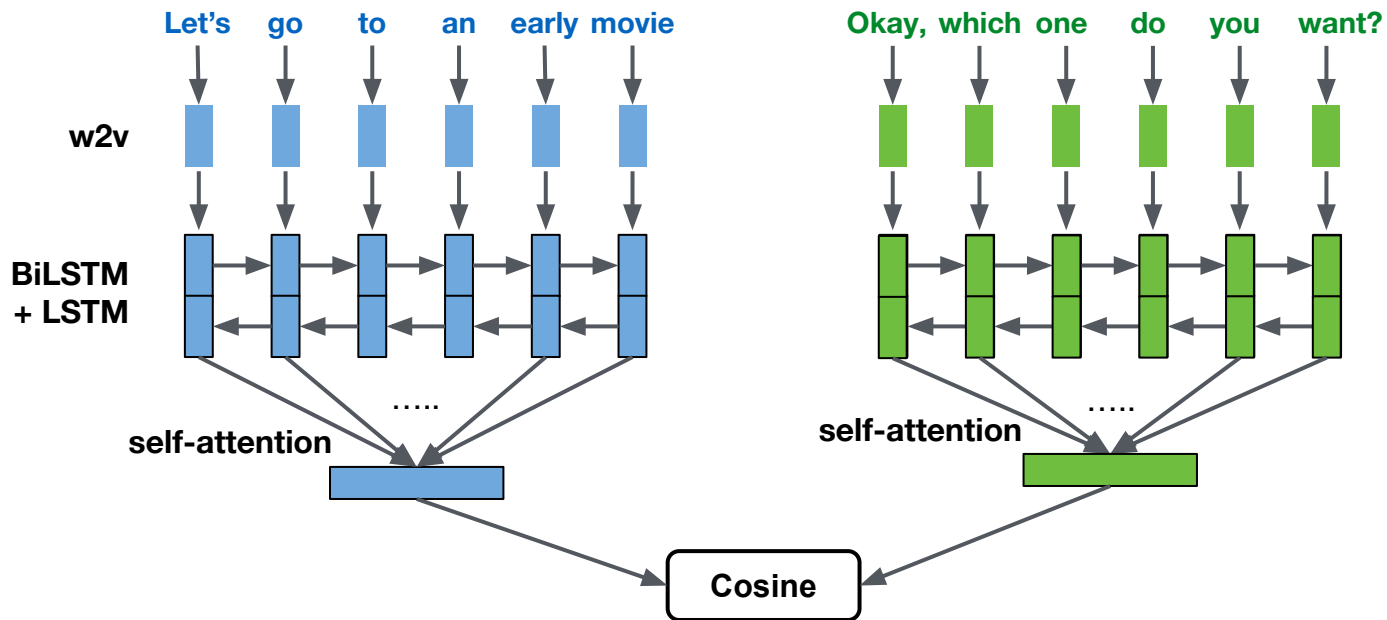 Let's go to an early movie
Okay, which one do you want?
w2v
BiLSTM
+ LSTM
.....
.....
self-attention
self-attention
Cosine